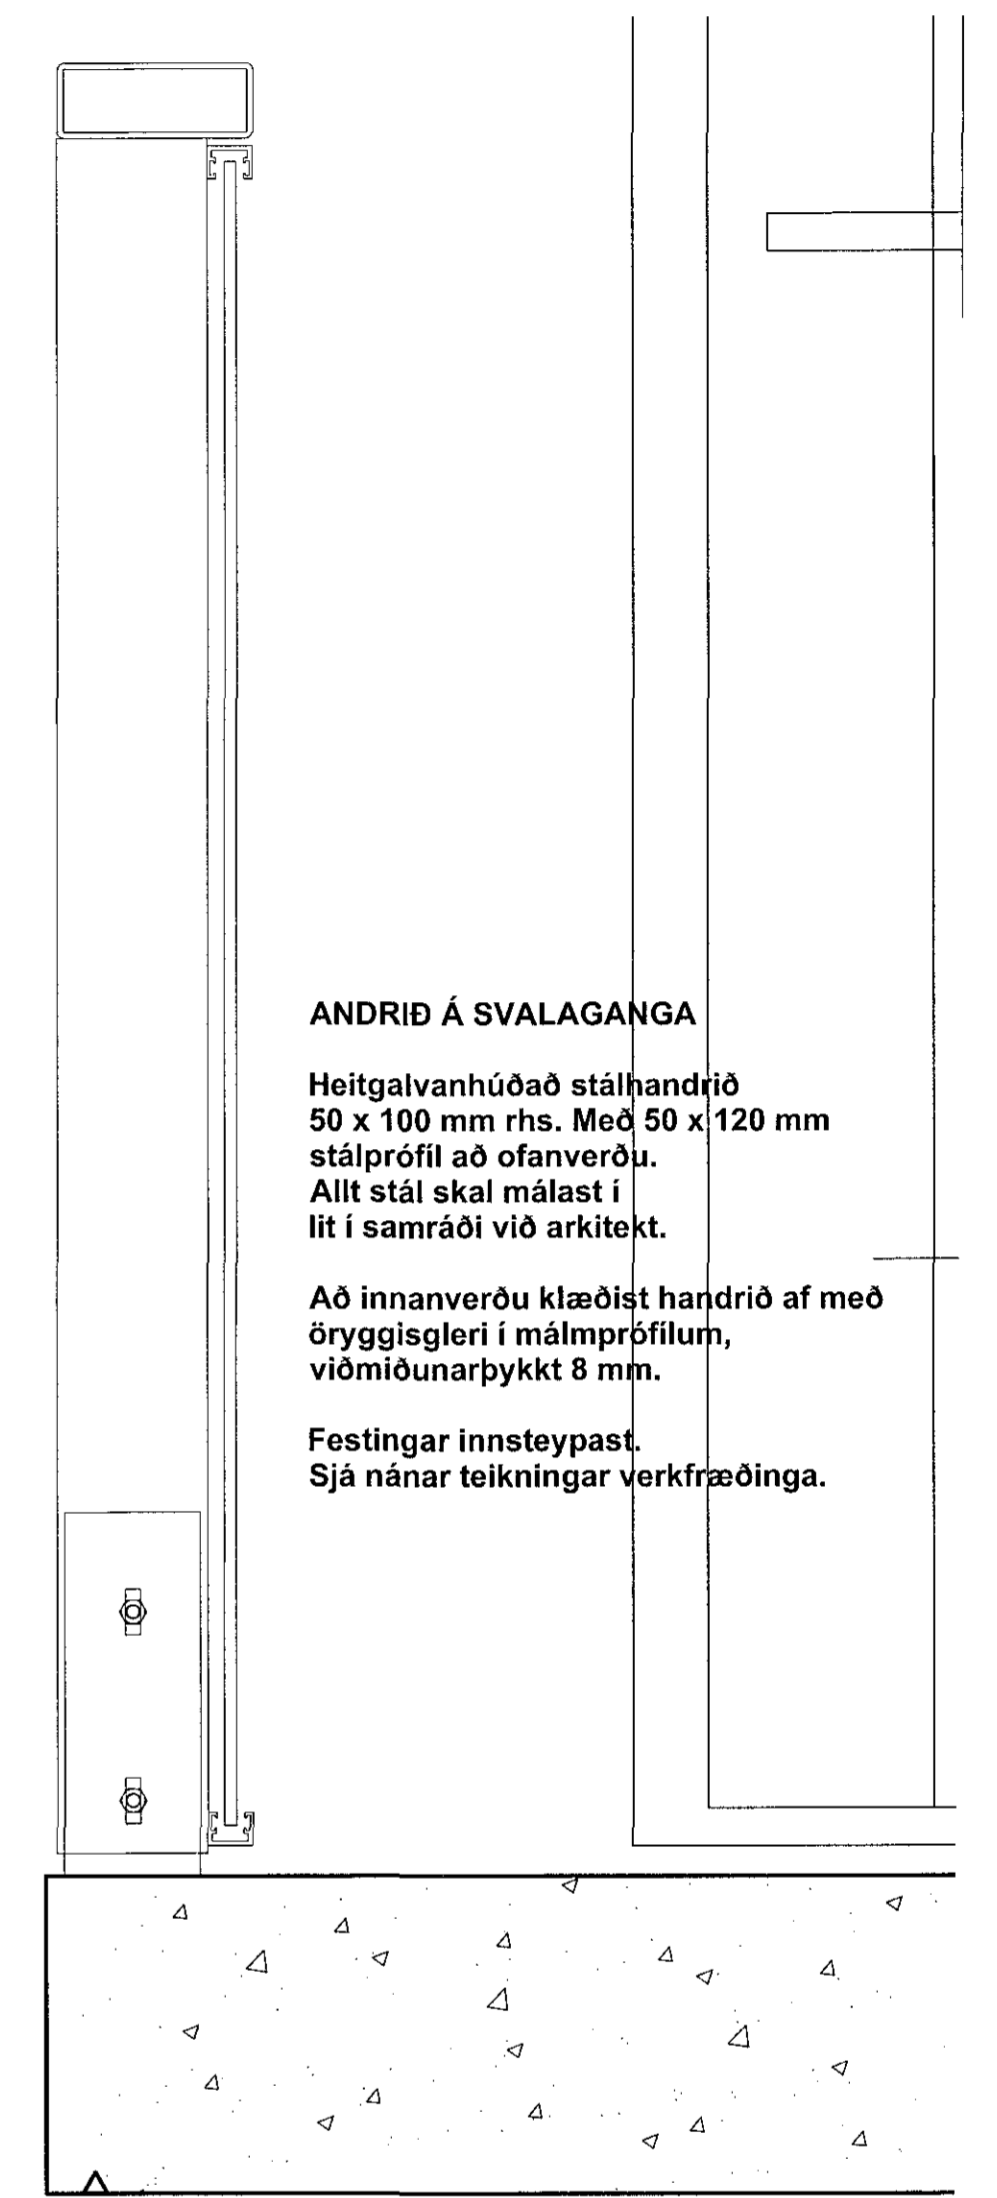 ANDRIÐ Á SVALAGANGA
Heitgalvanhúðað stálhandrið
50 x 100 mm rhs. Með 50 x 120 mm
stálprófíl að ofanverðu.
Allt stál skal málast í
lit í samráði við arkitekt.
Að innanverðu klæðist handrið af með
öryggisgleri í málmprófílum,
viðmiðunarþykkt 8 mm.
Festingar innsteypast.
Sjá nánar teikningar verkfræðinga.